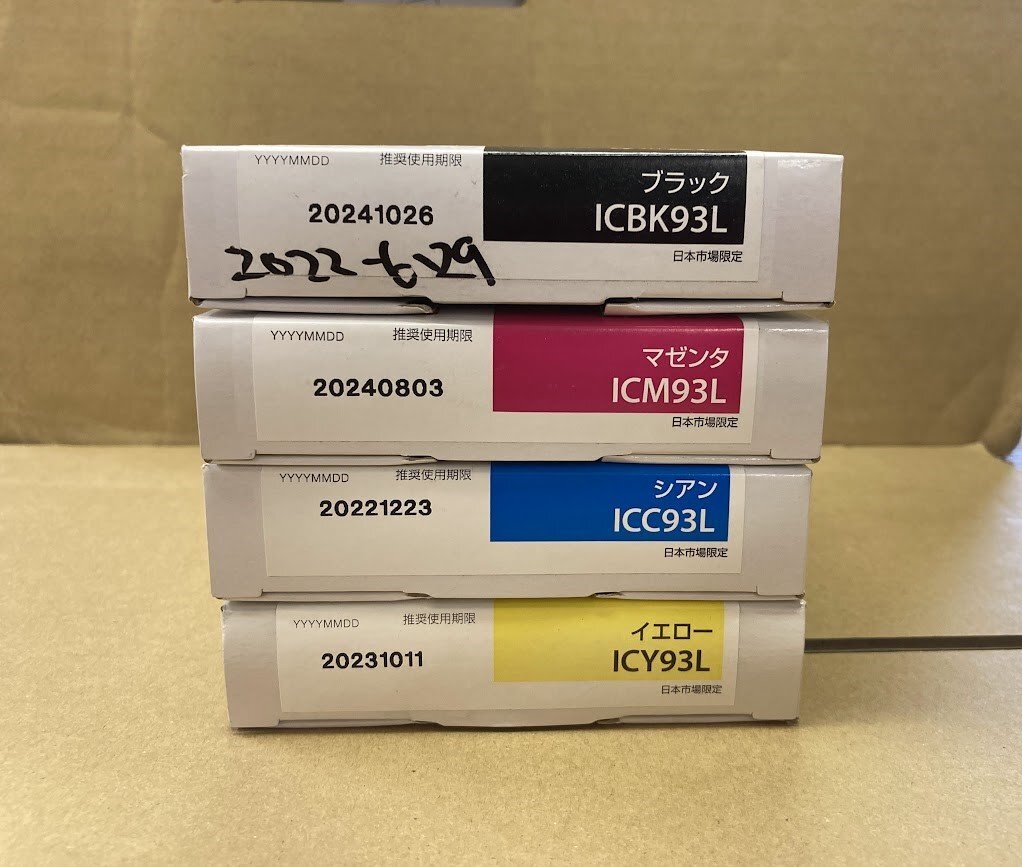 YYYYMMDD 推奨使用期限
ブラック
20241026
ICBK93L
日本市場限定
YYYYMMDD 推奨使用期限
マゼンタ
20240803
ICM93L
日本市場限定
YYYYMMDD 推奨使用期限
シアン
20221223
ICC93L
日本市場限定
YYYYMMDD 推奨使用期限
イエロー
20231011
ICY93L
日本市場限定